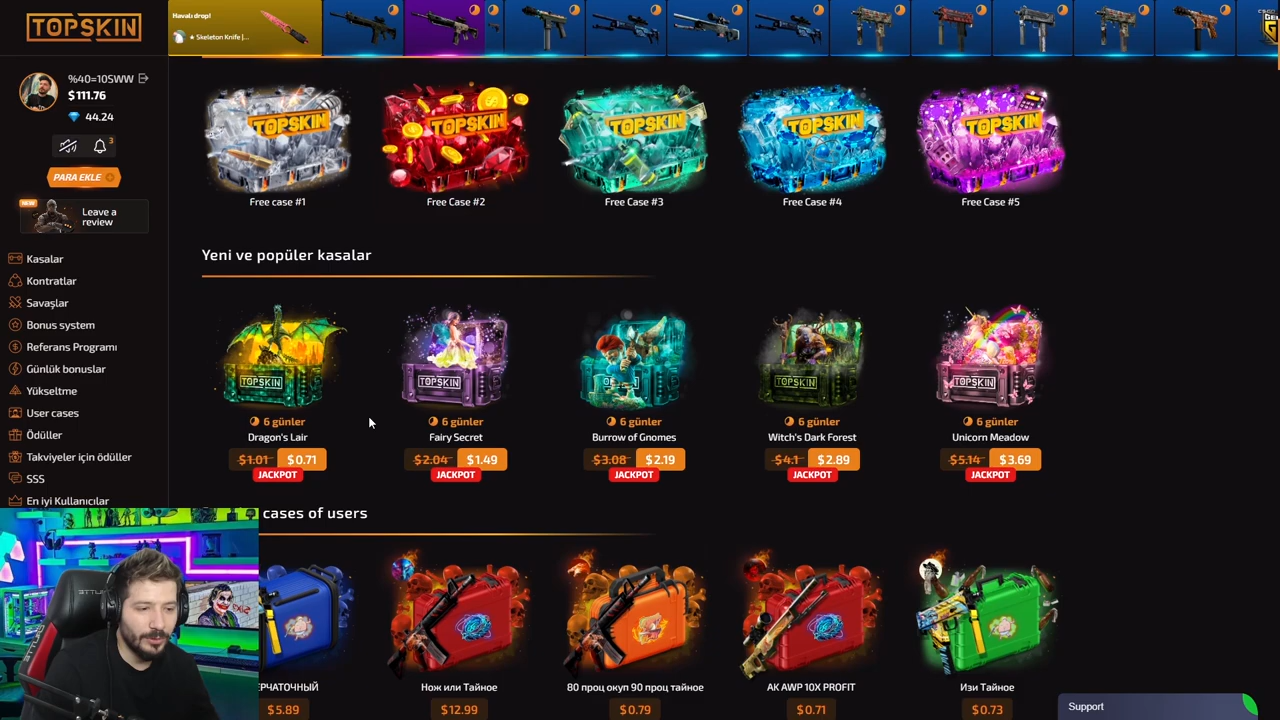 TOPSKIN
Havalı drop!
★ Skeleton Knife |...
%40=10SWW
$111.76
44.24
3
PARA EKLE
NEW
Leave a
review
Kasalar
Kontratlar
Savaşlar
Bonus system
Referans Programı
Günlük bonuslar
Yükseltme
User cases
Ödüller
Takviyeler için ödüller
SSS
En iyi Kullanıcılar
TOPSKIN TOPSKIN TOPSKIN TOPSKIN TOPSKIN
Free case #1 Free Case #2 Free Case #3 Free Case #4 Free Case #5
Yeni ve popüler kasalar
TOPSKIN TOPSKIN TOPSKIN TOPSKIN
6 günler 6 günler 6 günler 6 günler 6 günler
Dragon's Lair Fairy Secret Burrow of Gnomes Witch's Dark Forest Unicorn Meadow
$1.01 $0.71 $2.04 $1.49 $3.08 $2.19 $4.1 $2.89 $5.14 $3.69
JACKPOT JACKPOT JACKPOT JACKPOT JACKPOT
cases of users
ЕРЧАТОЧНЫЙ Нож или Тайное 80 проц окуп 90 проц тайное AK AWP 10X PROFIT Изи Тайное
$5.89 $12.99 $0.79 $0.71 $0.73
Support